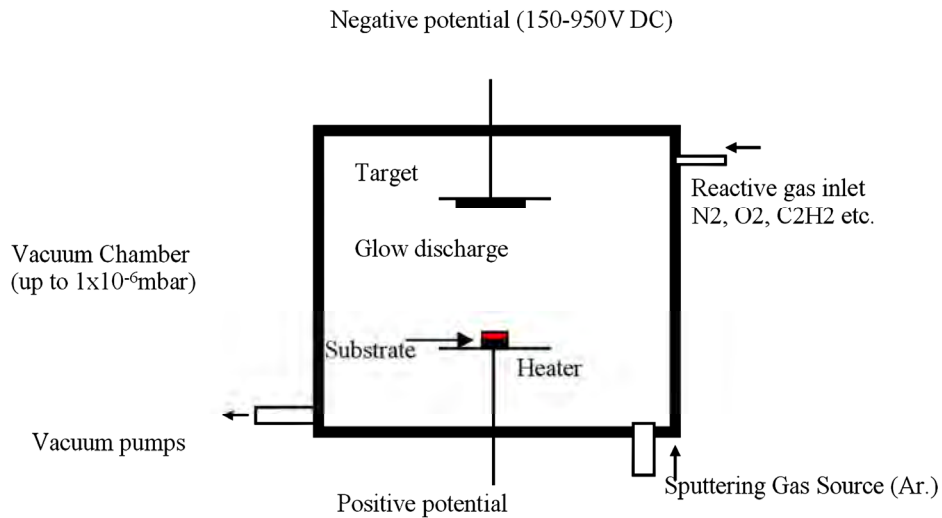 Negative potential (150-950V DC)
Target
Reactive gas inlet
N2, O2, C2H2 etc.
Glow discharge
Vacuum Chamber
(up to 1x10⁻⁶mbar)
Substrate
Heater
Vacuum pumps
Sputtering Gas Source (Ar.)
Positive potential